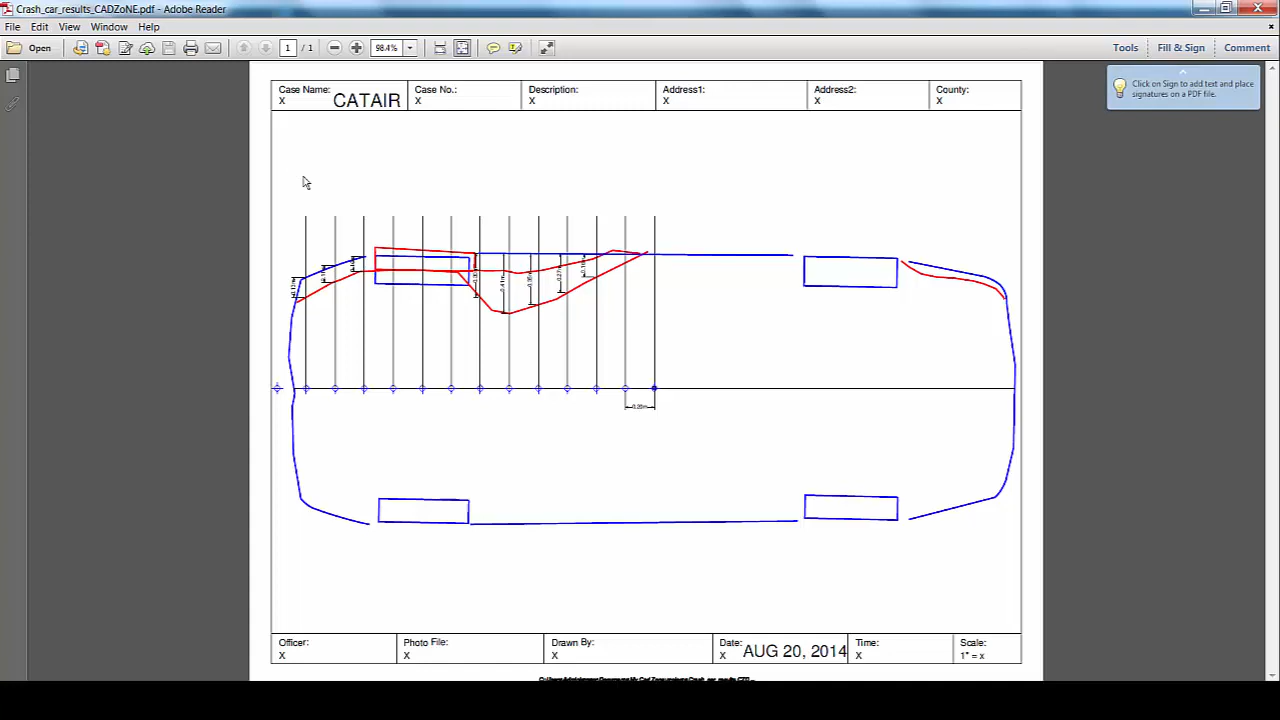 Crash_car_results_CADZoNE.pdf - Adobe Reader
File Edit View Window Help
Open 1 / 1 98.4% Tools Fill & Sign Comment
Click on Sign to add text and place
signatures on a PDF file.
Case Name: Case No.: Description: Address1: Address2: County:
X CATAIR X X X X X
0.20m
Officer: Photo File: Drawn By: Date: Time: Scale:
X X X X AUG 20, 2014 X 1" = x